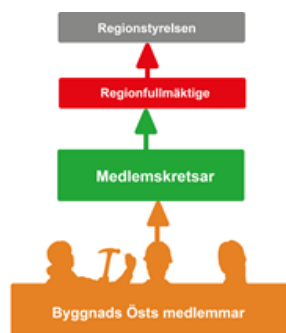 Regionstyrelsen
Regionfullmäktige
Medlemskretsar
Byggnads Östs medlemmar